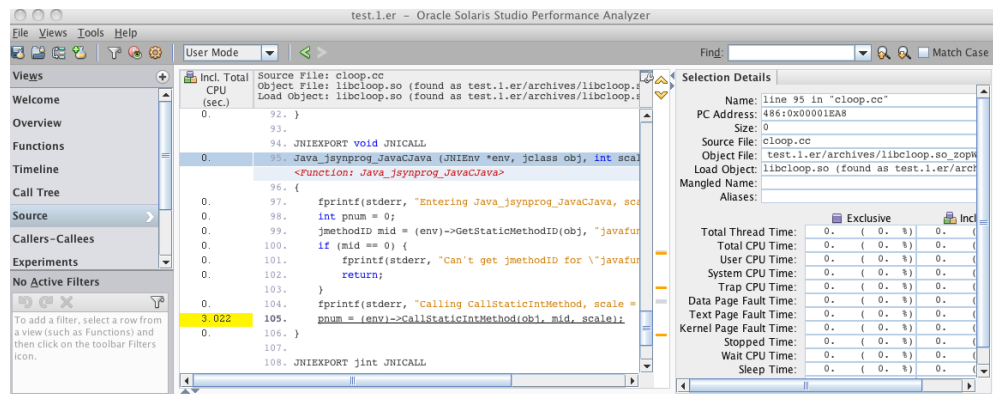 test.1.er – Oracle Solaris Studio Performance Analyzer
File Views Tools Help
User Mode
Find:
Match Case
Views
Welcome
Overview
Functions
Timeline
Call Tree
Source
Callers-Callees
Experiments
No Active Filters
To add a filter, select a row from
a view (such as Functions) and
then click on the toolbar Filters
icon.
Incl. Total
CPU
(sec.)
Source File: cloop.cc
Object File: libcloop.so (found as test.1.er/archives/libcloop.s
Load Object: libcloop.so (found as test.1.er/archives/libcloop.s
0. 92. }
93.
94. JNIEXPORT void JNICALL
0. 95. Java_jsynprog_JavaCJava (JNIEnv *env, jclass obj, int scal
<Function: Java_jsynprog_JavaCJava>
96. {
0. 97. fprintf(stderr, "Entering Java_jsynprog_JavaCJava, sca
0. 98. int pnum = 0;
0. 99. jmethodID mid = (env)->GetStaticMethodID(obj, "javafun
0. 100. if (mid == 0) {
0. 101. fprintf(stderr, "Can't get jmethodID for \"javafun
0. 102. return;
103. }
0. 104. fprintf(stderr, "Calling CallStaticIntMethod, scale =
3.022 105. pnum = (env)->CallStaticIntMethod(obj, mid, scale);
0. 106. }
107.
108. JNIEXPORT jint JNICALL
Selection Details
Name: line 95 in "cloop.cc"
PC Address: 486:0x00001EA8
Size: 0
Source File: cloop.cc
Object File: test.1.er/archives/libcloop.so_zopW
Load Object: libcloop.so (found as test.1.er/arch
Mangled Name:
Aliases:
Exclusive Incl
Total Thread Time: 0. ( 0. %) 0. (
Total CPU Time: 0. ( 0. %) 0. (
User CPU Time: 0. ( 0. %) 0. (
System CPU Time: 0. ( 0. %) 0. (
Trap CPU Time: 0. ( 0. %) 0. (
Data Page Fault Time: 0. ( 0. %) 0. (
Text Page Fault Time: 0. ( 0. %) 0. (
Kernel Page Fault Time: 0. ( 0. %) 0. (
Stopped Time: 0. ( 0. %) 0. (
Wait CPU Time: 0. ( 0. %) 0. (
Sleep Time: 0. ( 0. %) 0. (